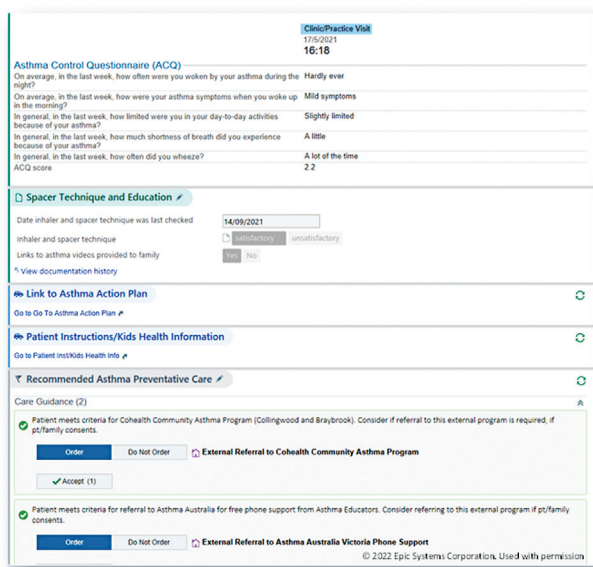 Clinic/Practice Visit
17/5/2021
16:18
Asthma Control Questionnaire (ACQ)
On average, in the last week, how often were you woken by your asthma during the Hardly ever
night?
On average, in the last week, how were your asthma symptoms when you woke up Mild symptoms
in the morning?
In general, in the last week, how limited were you in your day-to-day activities Slightly limited
because of your asthma?
In general, in the last week, how much shortness of breath did you experience A little
because of your asthma?
In general, in the last week, how often did you wheeze? A lot of the time
ACQ score 2.2
Spacer Technique and Education
Date inhaler and spacer technique was last checked 14/09/2021
Inhaler and spacer technique satisfactory unsatisfactory
Links to asthma videos provided to family Yes No
View documentation history
Link to Asthma Action Plan
Go to Go To Asthma Action Plan
Patient Instructions/Kids Health Information
Go to Patient Inst/Kids Health Info
Recommended Asthma Preventative Care
Care Guidance (2)
Patient meets criteria for Cohealth Community Asthma Program (Collingwood and Braybrook). Consider if referral to this external program is required, if
pt/family consents.
Order Do Not Order External Referral to Cohealth Community Asthma Program
Accept (1)
Patient meets criteria for referral to Asthma Australia for free phone support from Asthma Educators. Consider referring to this external program if pt/family
consents.
Order Do Not Order External Referral to Asthma Australia Victoria Phone Support
© 2022 Epic Systems Corporation. Used with permission